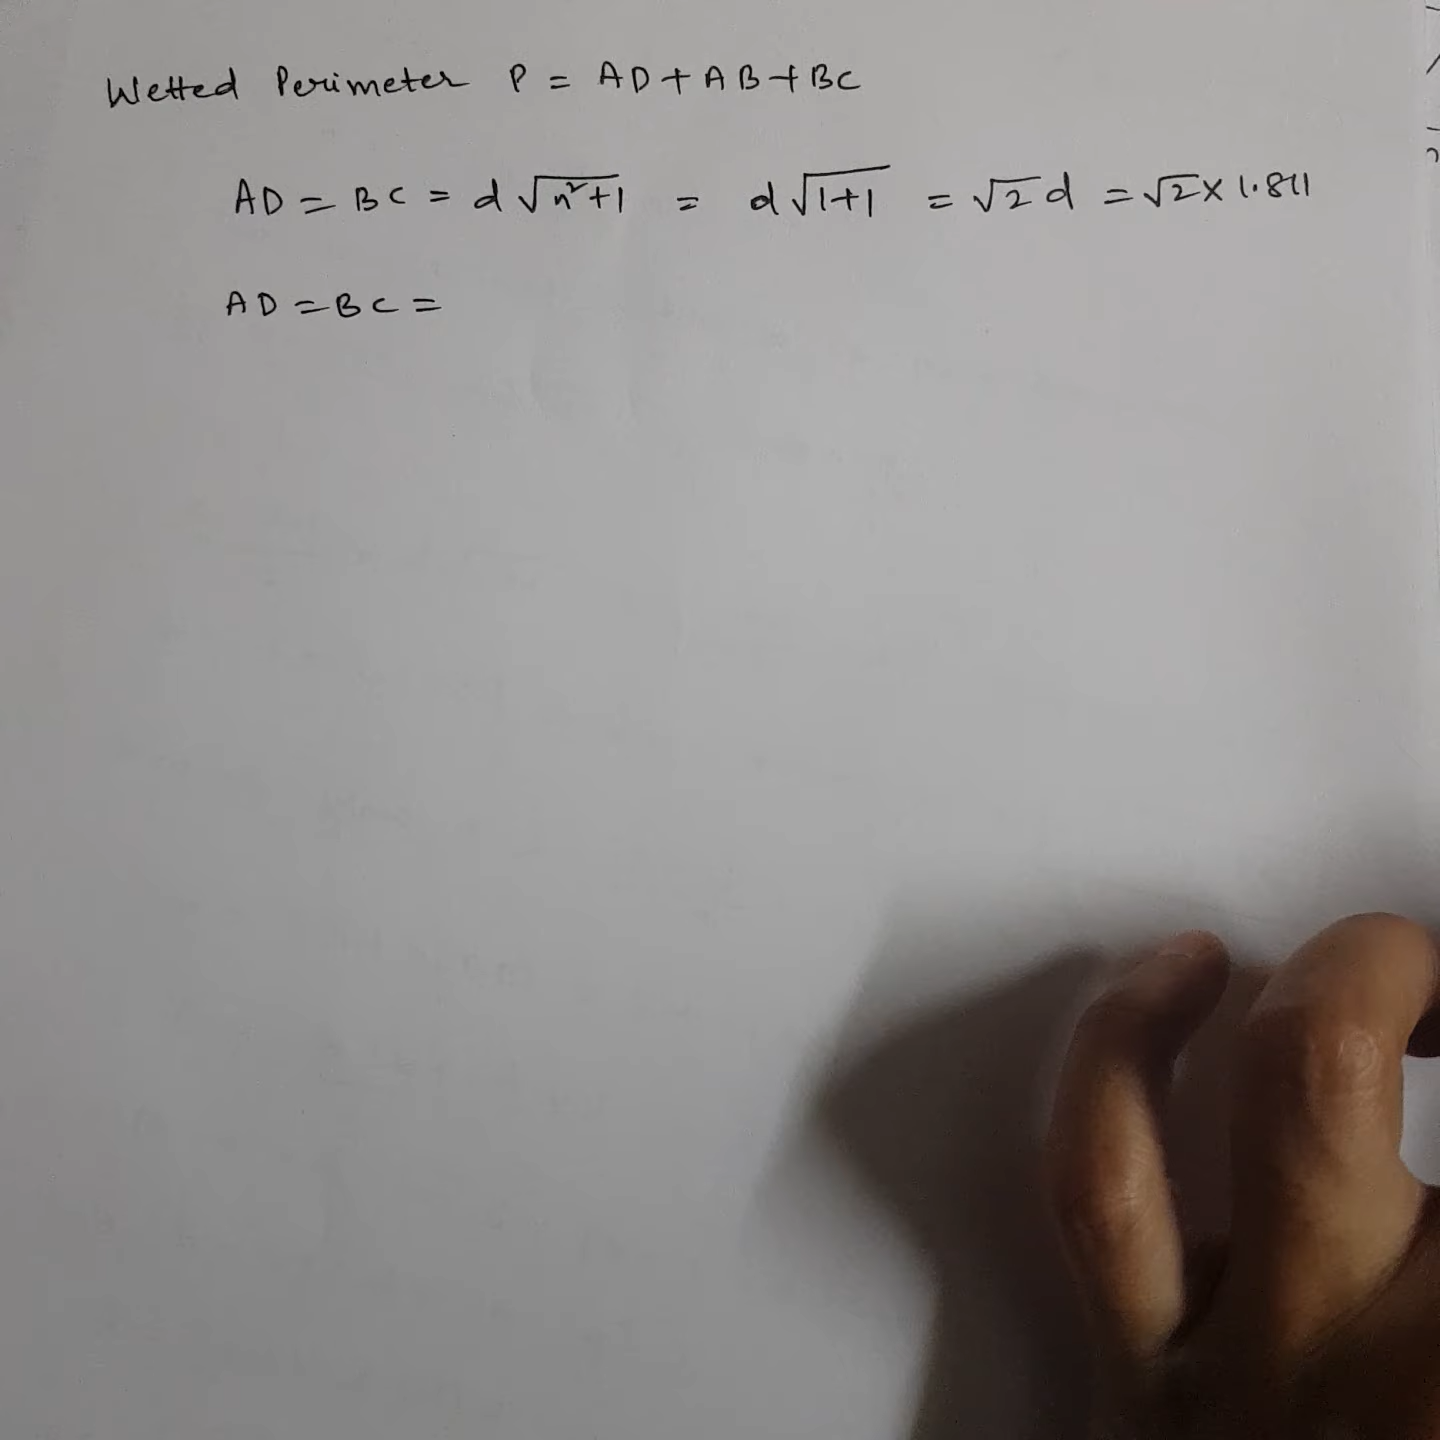 Wetted Perimeter P = AD + AB + BC
AD = BC = d √(n²+1) = d √(1+1) = √2 d = √2 × 1.811
AD = BC =